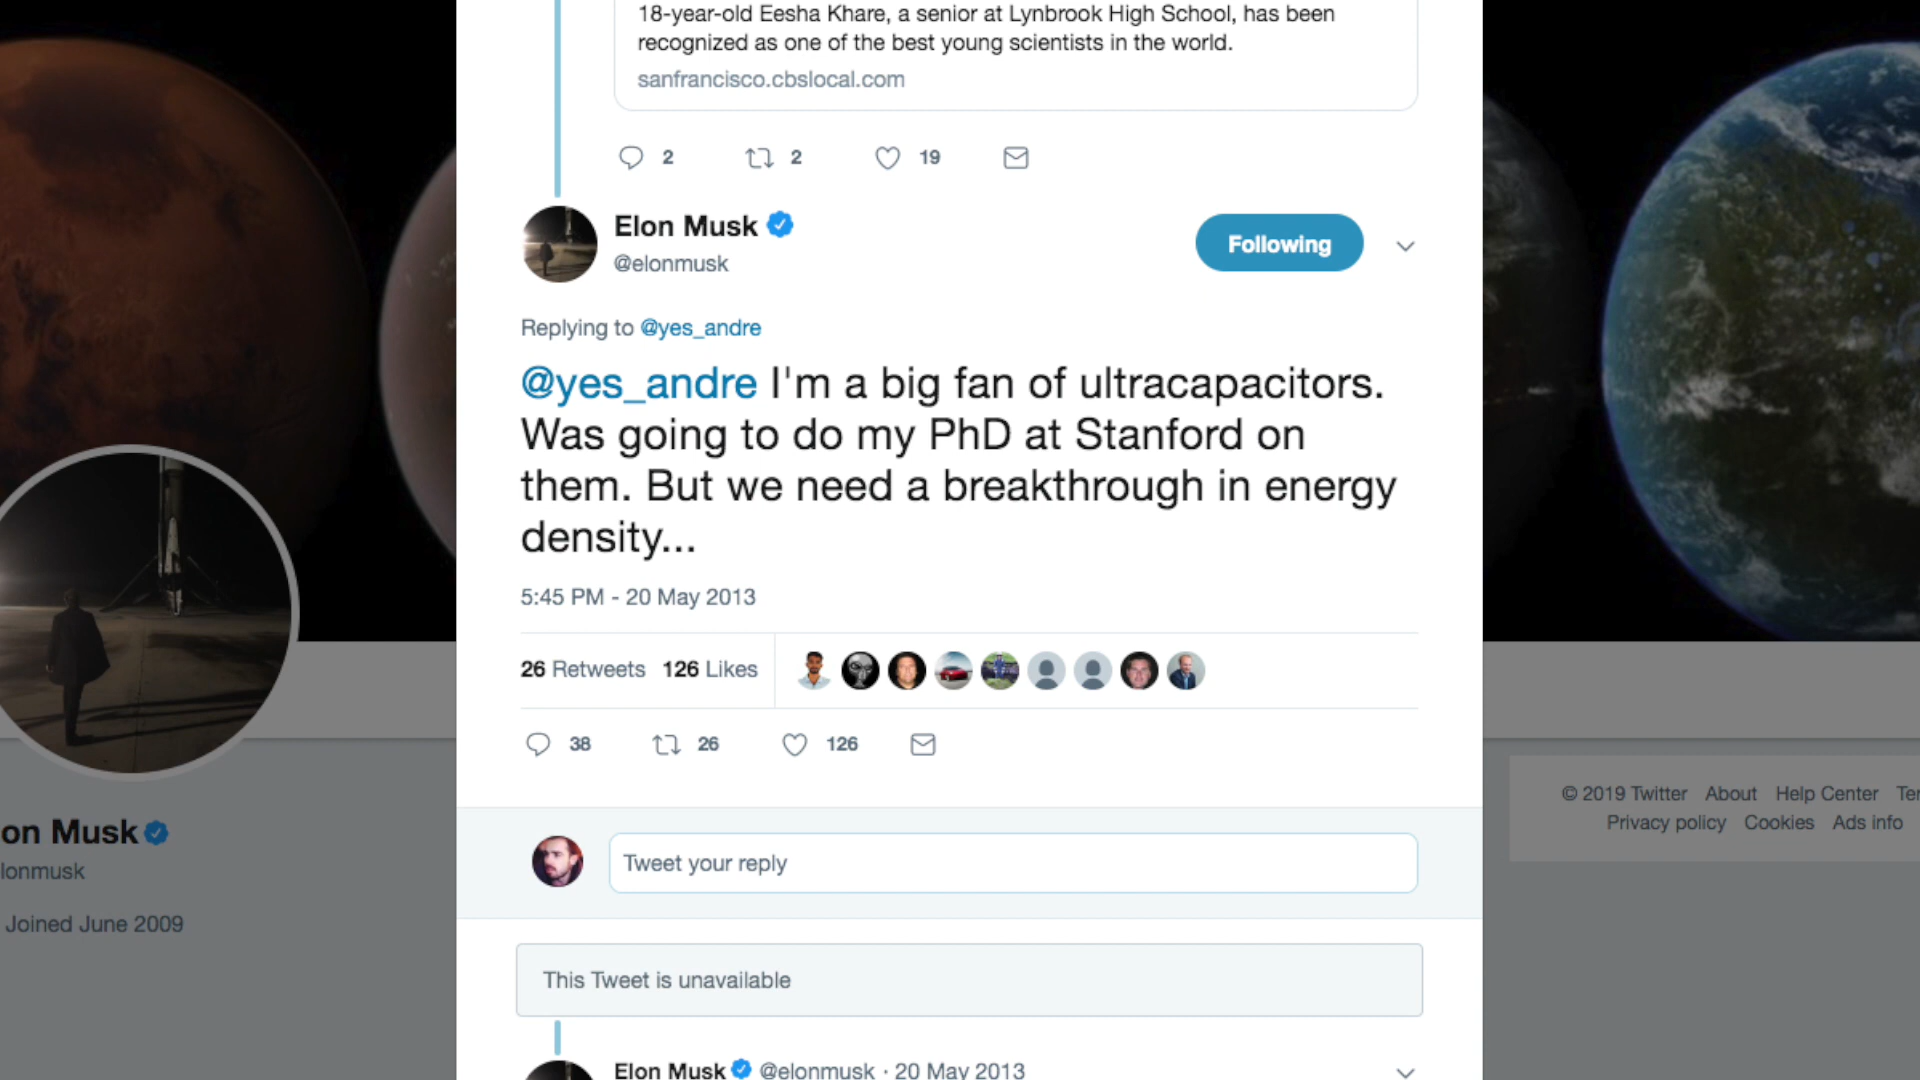 18-year-old Eesha Khare, a senior at Lynbrook High School, has been
recognized as one of the best young scientists in the world.
sanfrancisco.cbslocal.com
2 2 19
Elon Musk
@elonmusk
Following
Replying to @yes_andre
@yes_andre I'm a big fan of ultracapacitors.
Was going to do my PhD at Stanford on
them. But we need a breakthrough in energy
density...
5:45 PM - 20 May 2013
26 Retweets 126 Likes
38 26 126
Tweet your reply
This Tweet is unavailable
Elon Musk @elonmusk · 20 May 2013
on Musk
lonmusk
Joined June 2009
© 2019 Twitter About Help Center Ter
Privacy policy Cookies Ads info